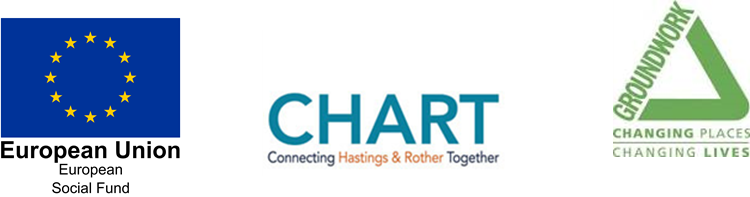 European Union
European
Social Fund
CHART
Connecting Hastings & Rother Together
GROUNDWORK
CHANGING PLACES
CHANGING LIVES